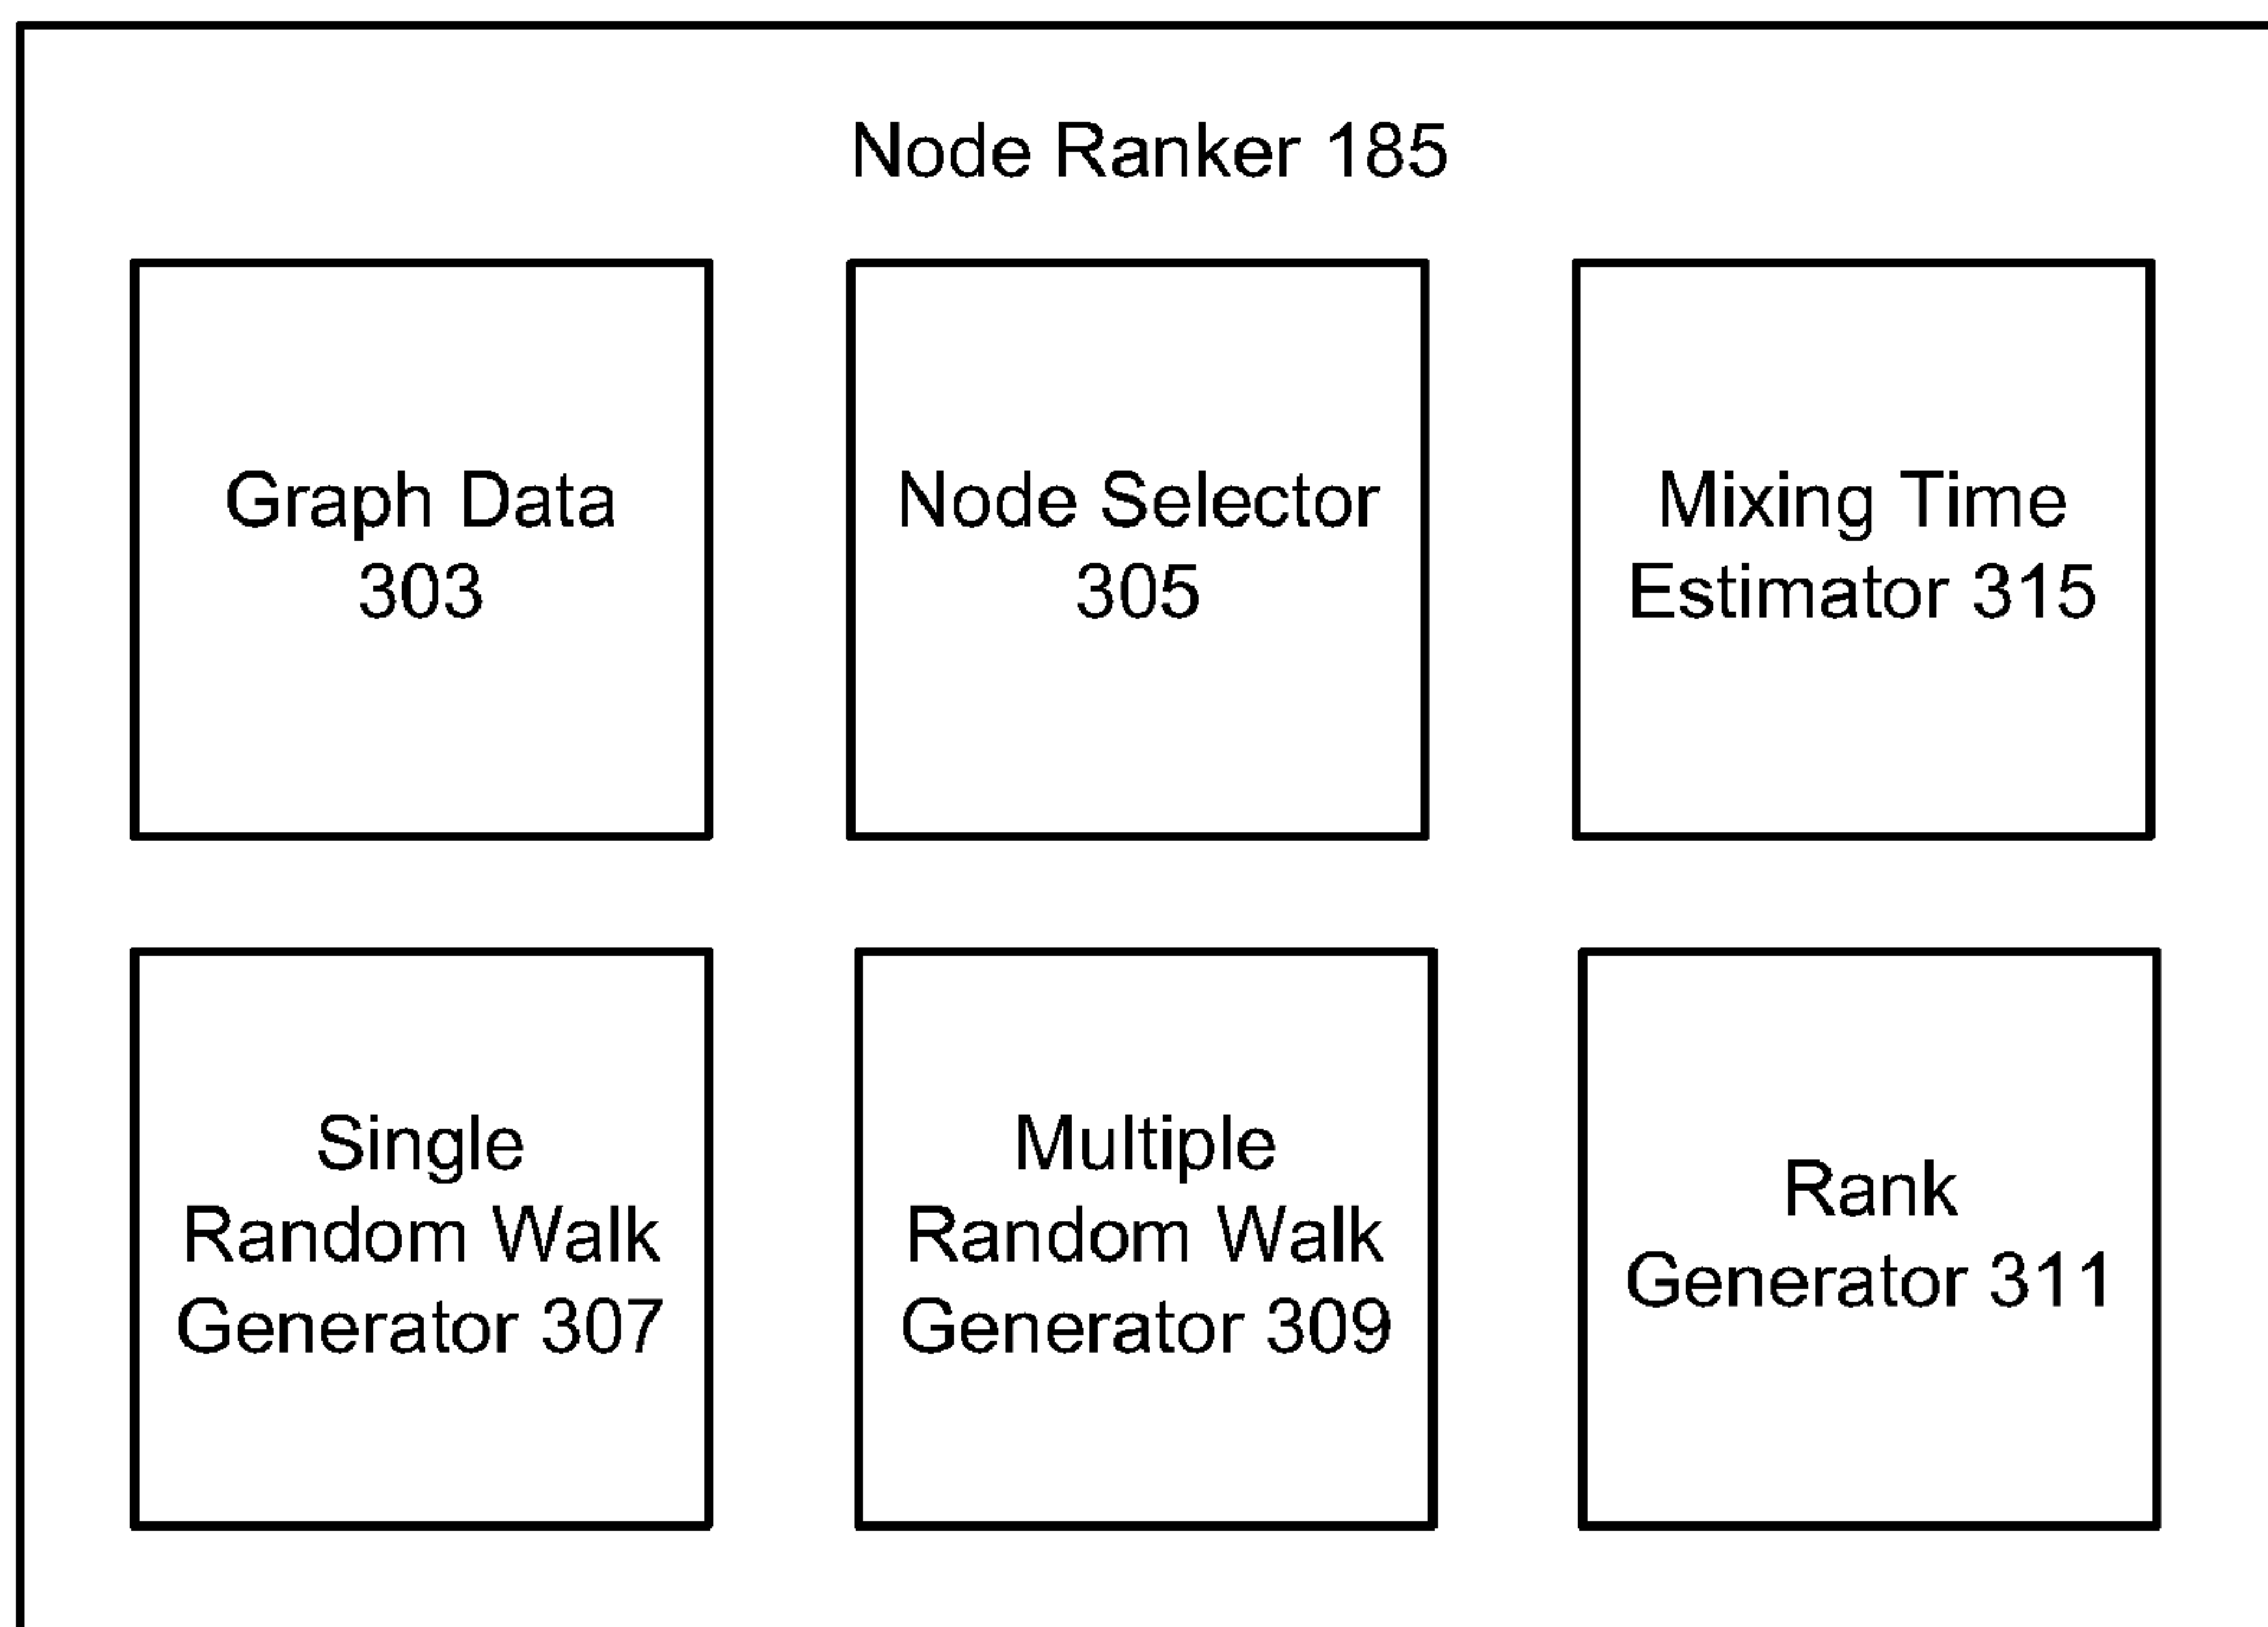 Node Ranker 185
Graph Data
303
Node Selector
305
Mixing Time
Estimator 315
Single
Random Walk
Generator 307
Multiple
Random Walk
Generator 309
Rank
Generator 311